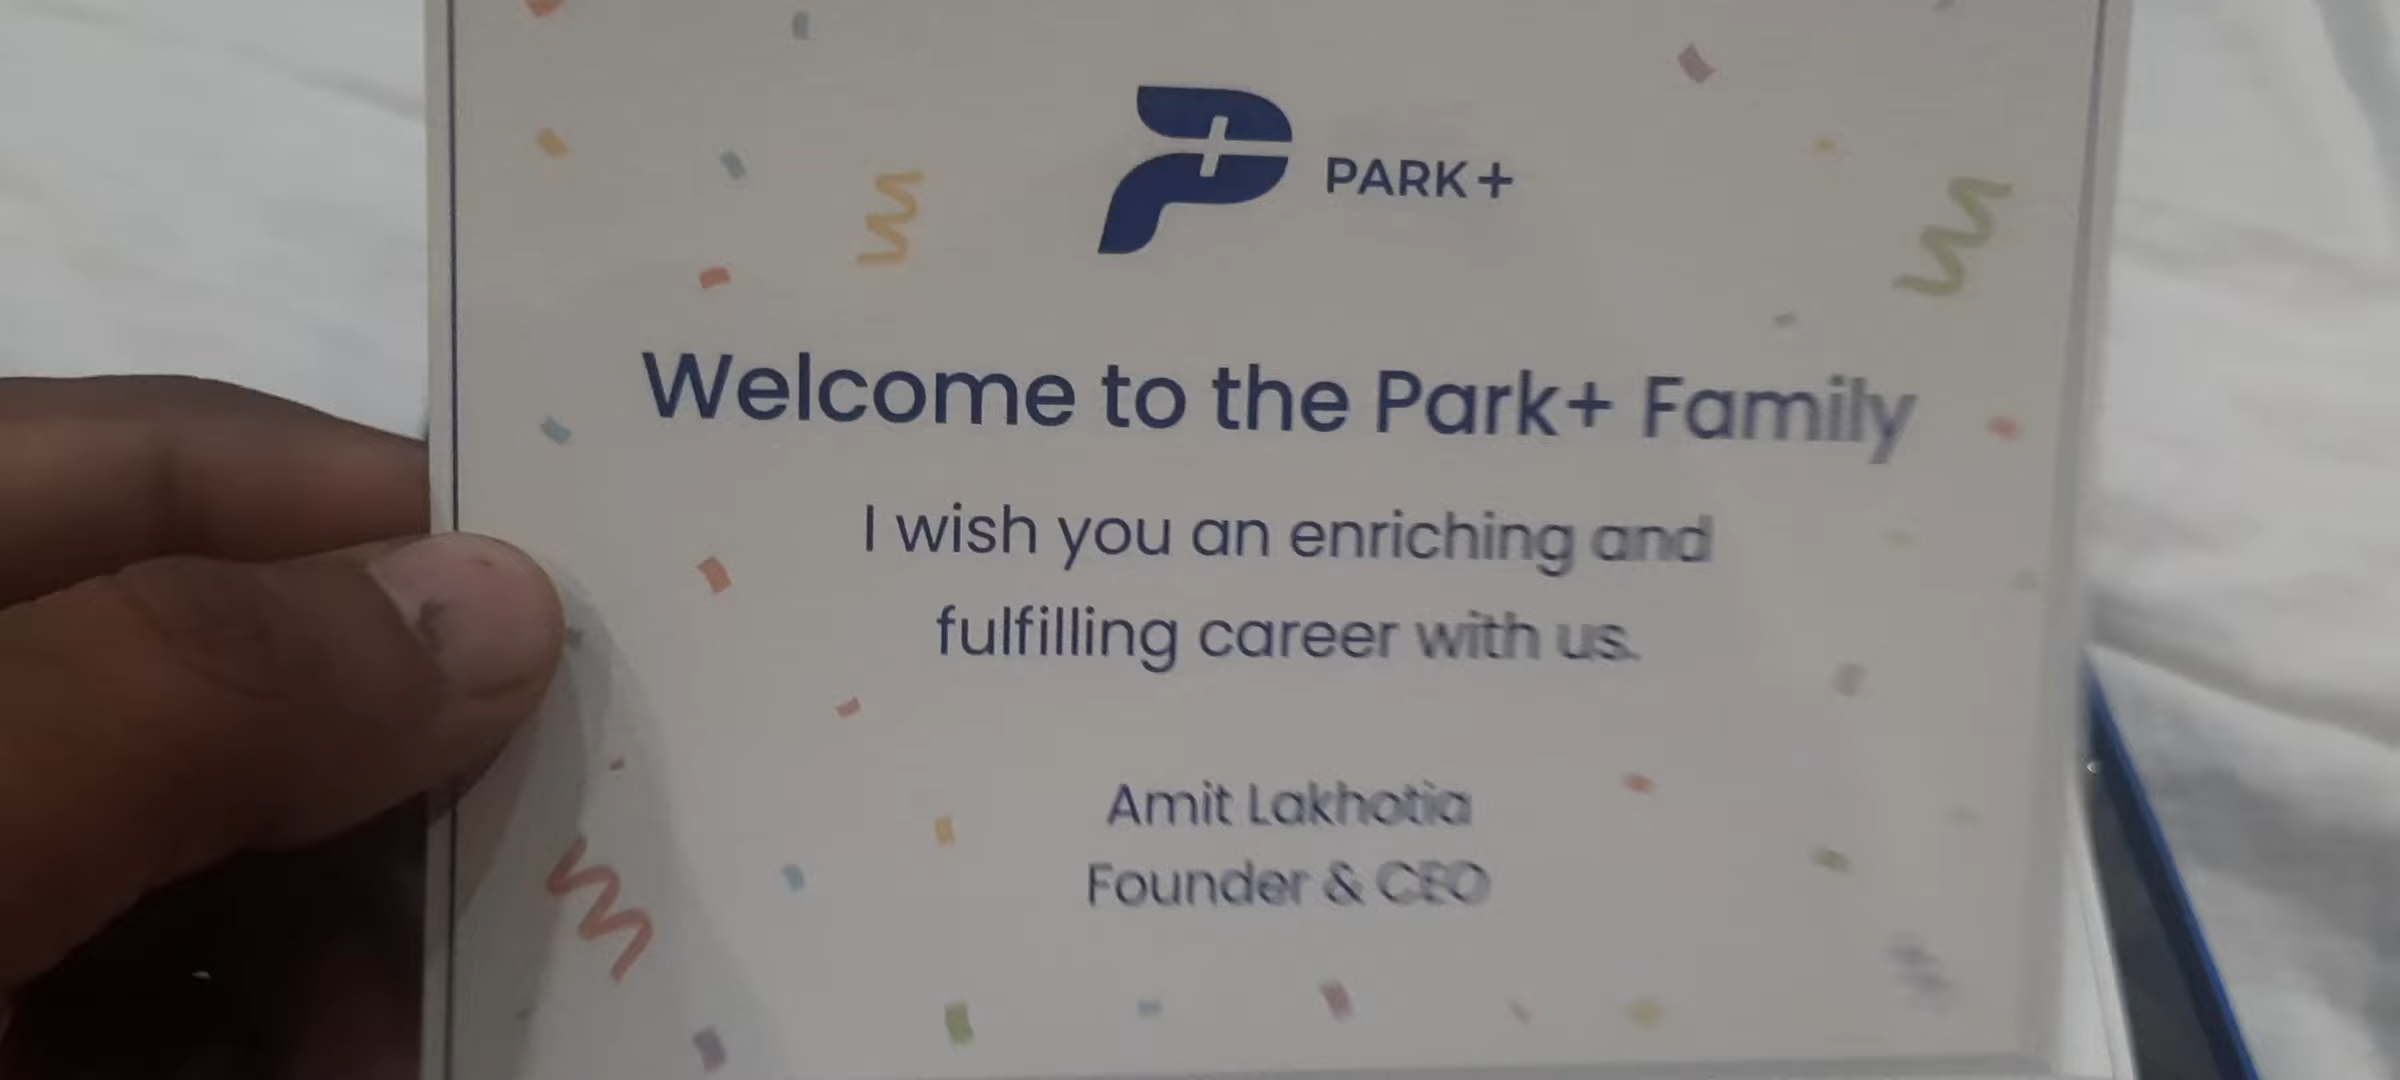 PARK+
Welcome to the Park+ Family
I wish you an enriching and
fulfilling career with us.
Amit Lakhotia
Founder & CEO